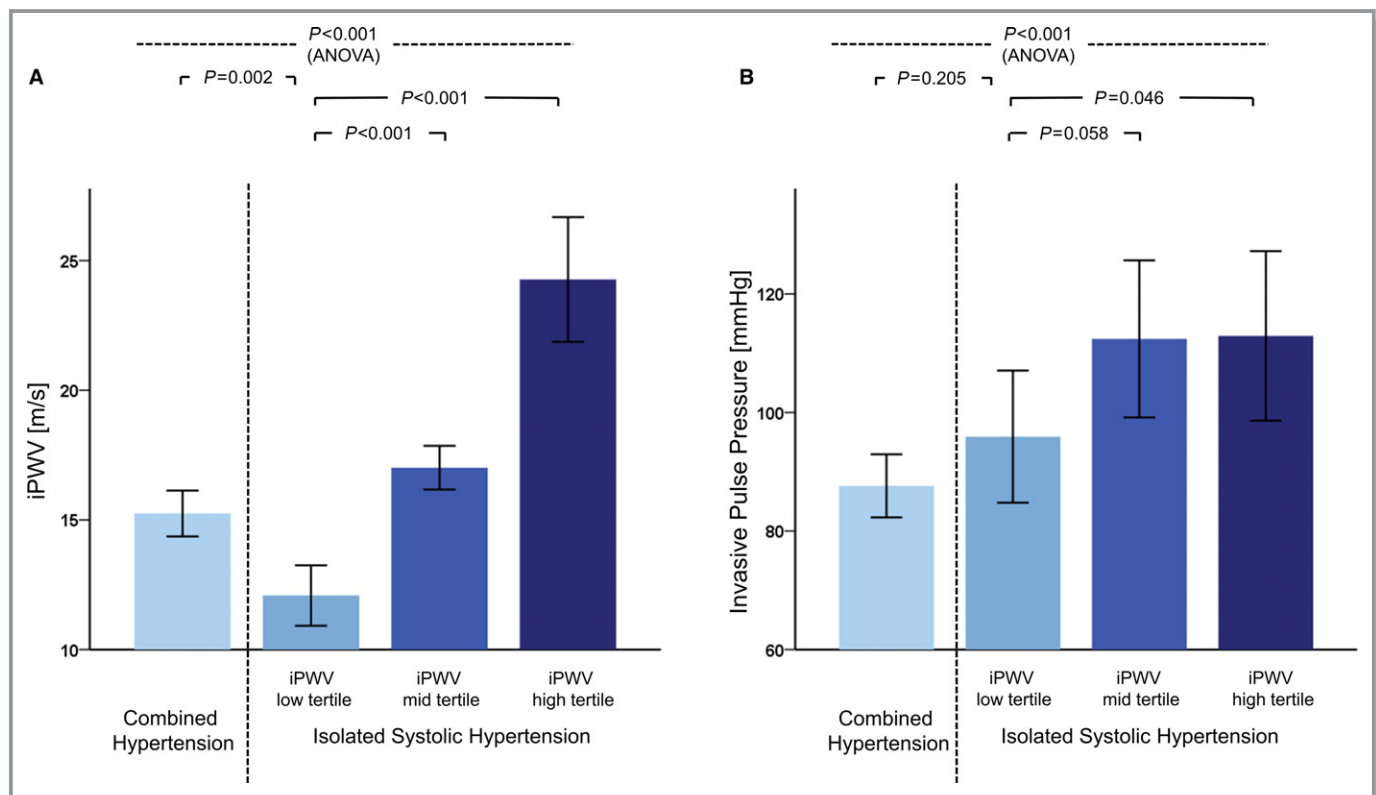 P<0.001
(ANOVA)
A
P=0.002
P<0.001
P<0.001
iPWV [m/s]
25
20
15
10
iPWV
low tertile
iPWV
mid tertile
iPWV
high tertile
Combined
Hypertension
Isolated Systolic Hypertension
P<0.001
(ANOVA)
B
P=0.205
P=0.046
P=0.058
Invasive Pulse Pressure [mmHg]
120
100
80
60
iPWV
low tertile
iPWV
mid tertile
iPWV
high tertile
Combined
Hypertension
Isolated Systolic Hypertension